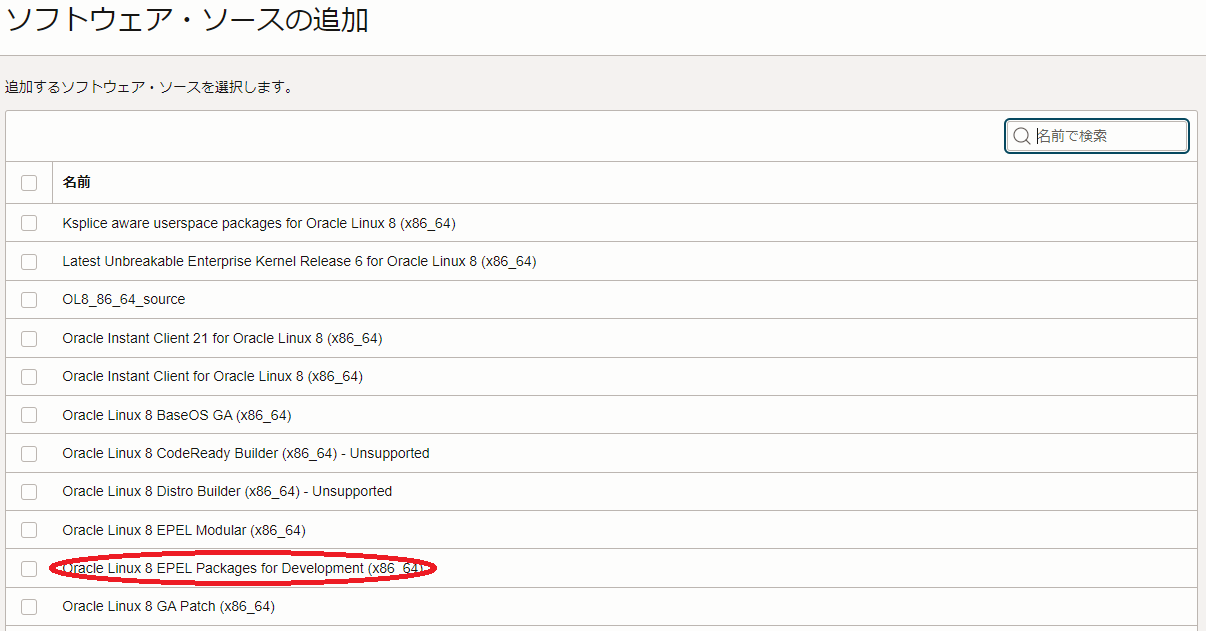 ソフトウェア・ソースの追加
追加するソフトウェア・ソースを選択します。
名前で検索
名前
Ksplice aware userspace packages for Oracle Linux 8 (x86_64)
Latest Unbreakable Enterprise Kernel Release 6 for Oracle Linux 8 (x86_64)
OL8_86_64_source
Oracle Instant Client 21 for Oracle Linux 8 (x86_64)
Oracle Instant Client for Oracle Linux 8 (x86_64)
Oracle Linux 8 BaseOS GA (x86_64)
Oracle Linux 8 CodeReady Builder (x86_64) - Unsupported
Oracle Linux 8 Distro Builder (x86_64) - Unsupported
Oracle Linux 8 EPEL Modular (x86_64)
Oracle Linux 8 EPEL Packages for Development (x86_64)
Oracle Linux 8 GA Patch (x86_64)